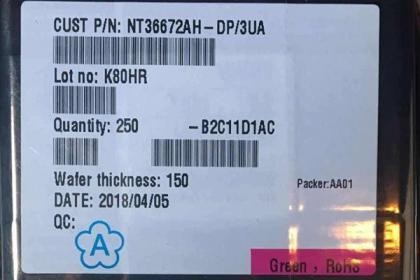 CUST P/N: NT36672AH-DP/3UA
Lot no: K80HR
Quantity: 250 -B2C11D1AC
Wafer thickness: 150
Packer:AA01
DATE: 2018/04/05
QC:
A
Green , RoHS